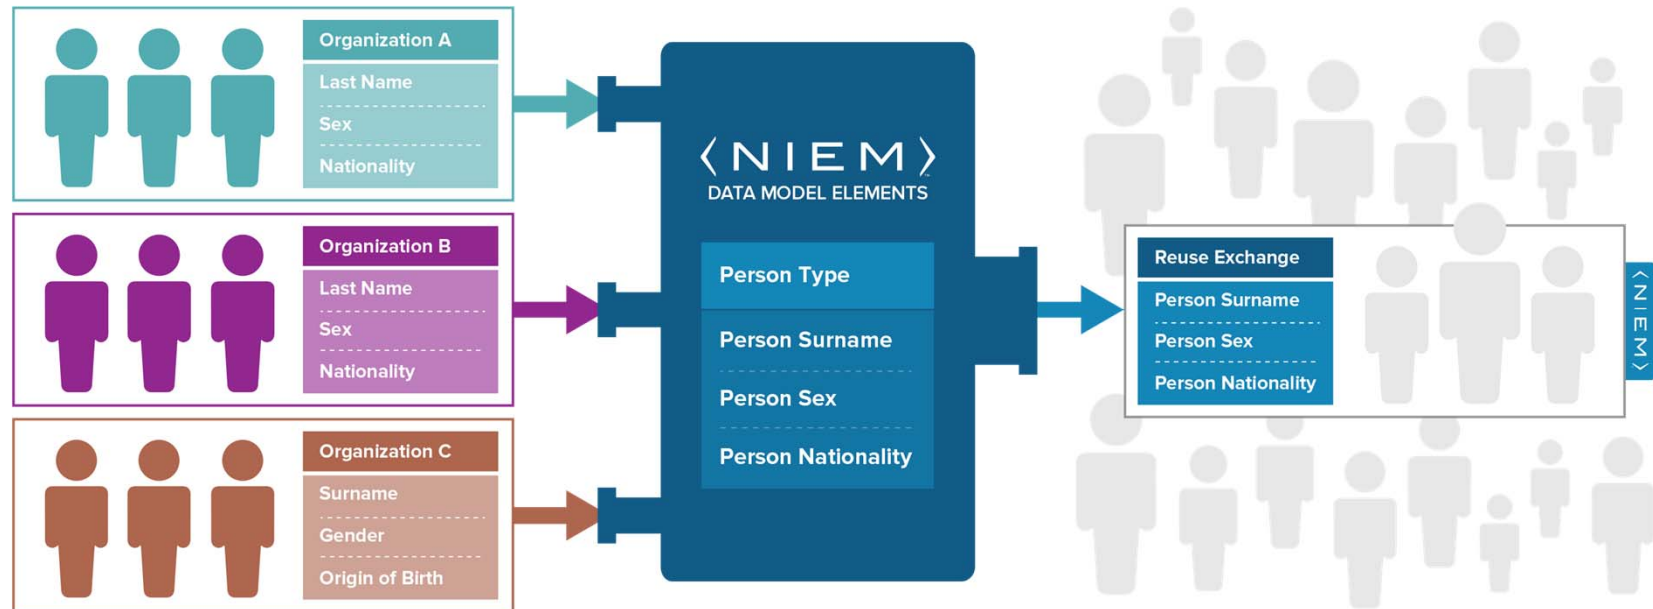 Organization A
Last Name
Sex
Nationality
Organization B
Last Name
Sex
Nationality
Organization C
Surname
Gender
Origin of Birth
〈NIEM〉
DATA MODEL ELEMENTS
Person Type
Person Surname
Person Sex
Person Nationality
Reuse Exchange
Person Surname
Person Sex
Person Nationality
〈NIEM〉